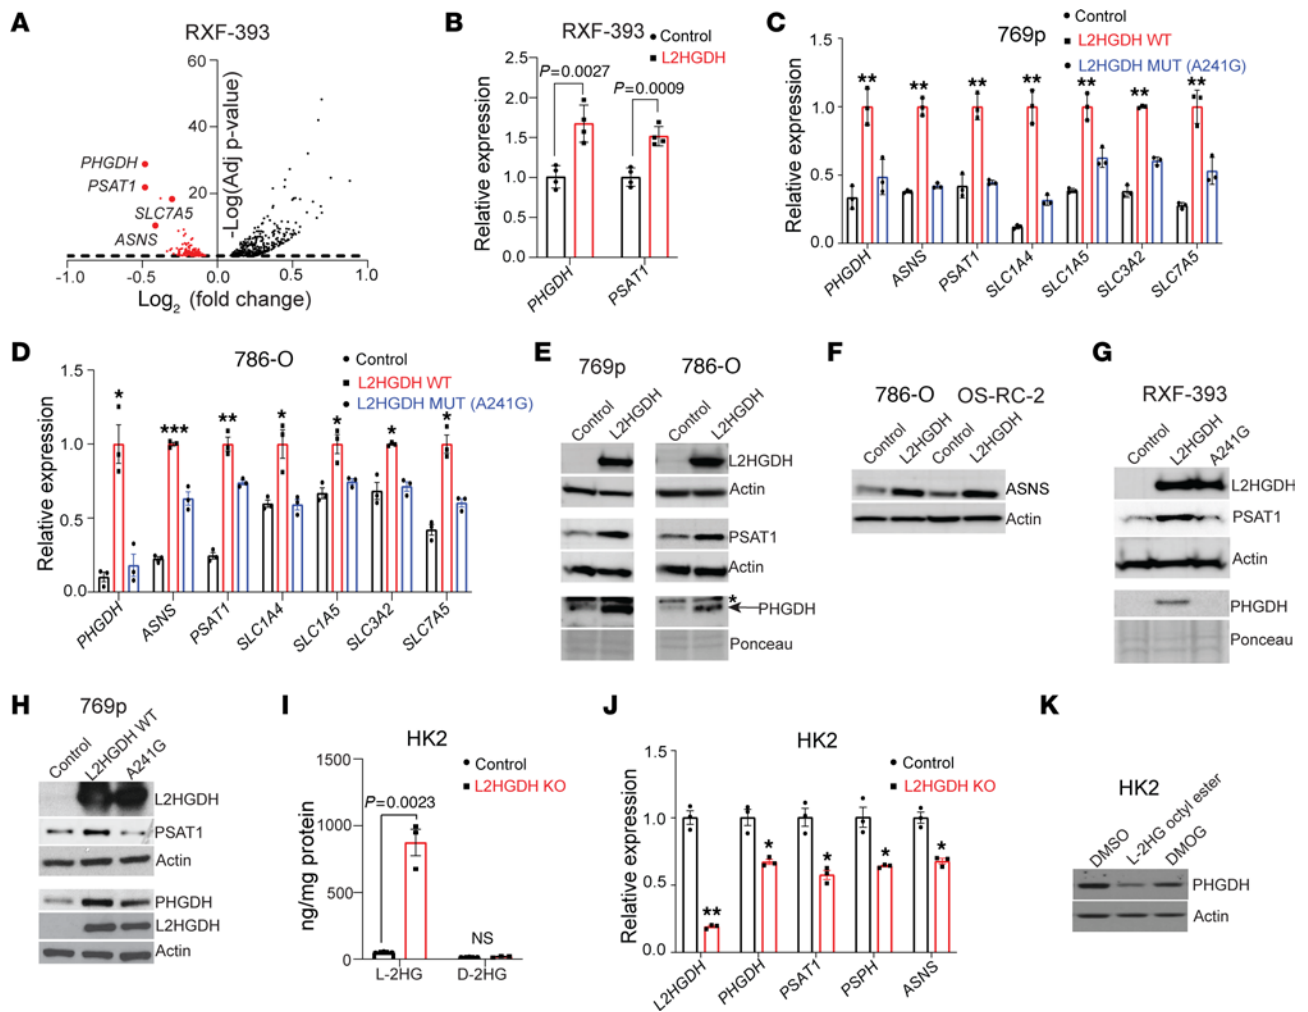 A
RXF-393
60
40
20
0
-Log(Adj p-value)
PHGDH
PSAT1
SLC7A5
ASNS
-1.0 -0.5 0.0 0.5 1.0
Log2 (fold change)
B
RXF-393
Control
L2HGDH
P=0.0027
P=0.0009
Relative expression
2.5
2.0
1.5
1.0
0.5
0.0
PHGDH PSAT1
C
769p
Control
L2HGDH WT
L2HGDH MUT (A241G)
Relative expression
1.5
1.0
0.5
0.0
** ** ** ** ** ** **
PHGDH ASNS PSAT1 SLC1A4 SLC1A5 SLC3A2 SLC7A5
D
786-O
Control
L2HGDH WT
L2HGDH MUT (A241G)
Relative expression
1.5
1.0
0.5
0.0
* *** ** * * * *
PHGDH ASNS PSAT1 SLC1A4 SLC1A5 SLC3A2 SLC7A5
E
769p 786-O
Control L2HGDH Control L2HGDH
L2HGDH
Actin
PSAT1
Actin
*
PHGDH
Ponceau
F
786-O OS-RC-2
Control L2HGDH Control L2HGDH
ASNS
Actin
G
RXF-393
Control L2HGDH A241G
L2HGDH
PSAT1
Actin
PHGDH
Ponceau
H
769p
Control L2HGDH WT A241G
L2HGDH
PSAT1
Actin
PHGDH
L2HGDH
Actin
I
HK2
Control
L2HGDH KO
P=0.0023
NS
ng/mg protein
1500
1000
500
0
L-2HG D-2HG
J
HK2
Control
L2HGDH KO
Relative expression
1.5
1.0
0.5
0.0
** * * * *
L2HGDH PHGDH PSAT1 PSPH ASNS
K
HK2
DMSO L-2HG octyl ester DMOG
PHGDH
Actin